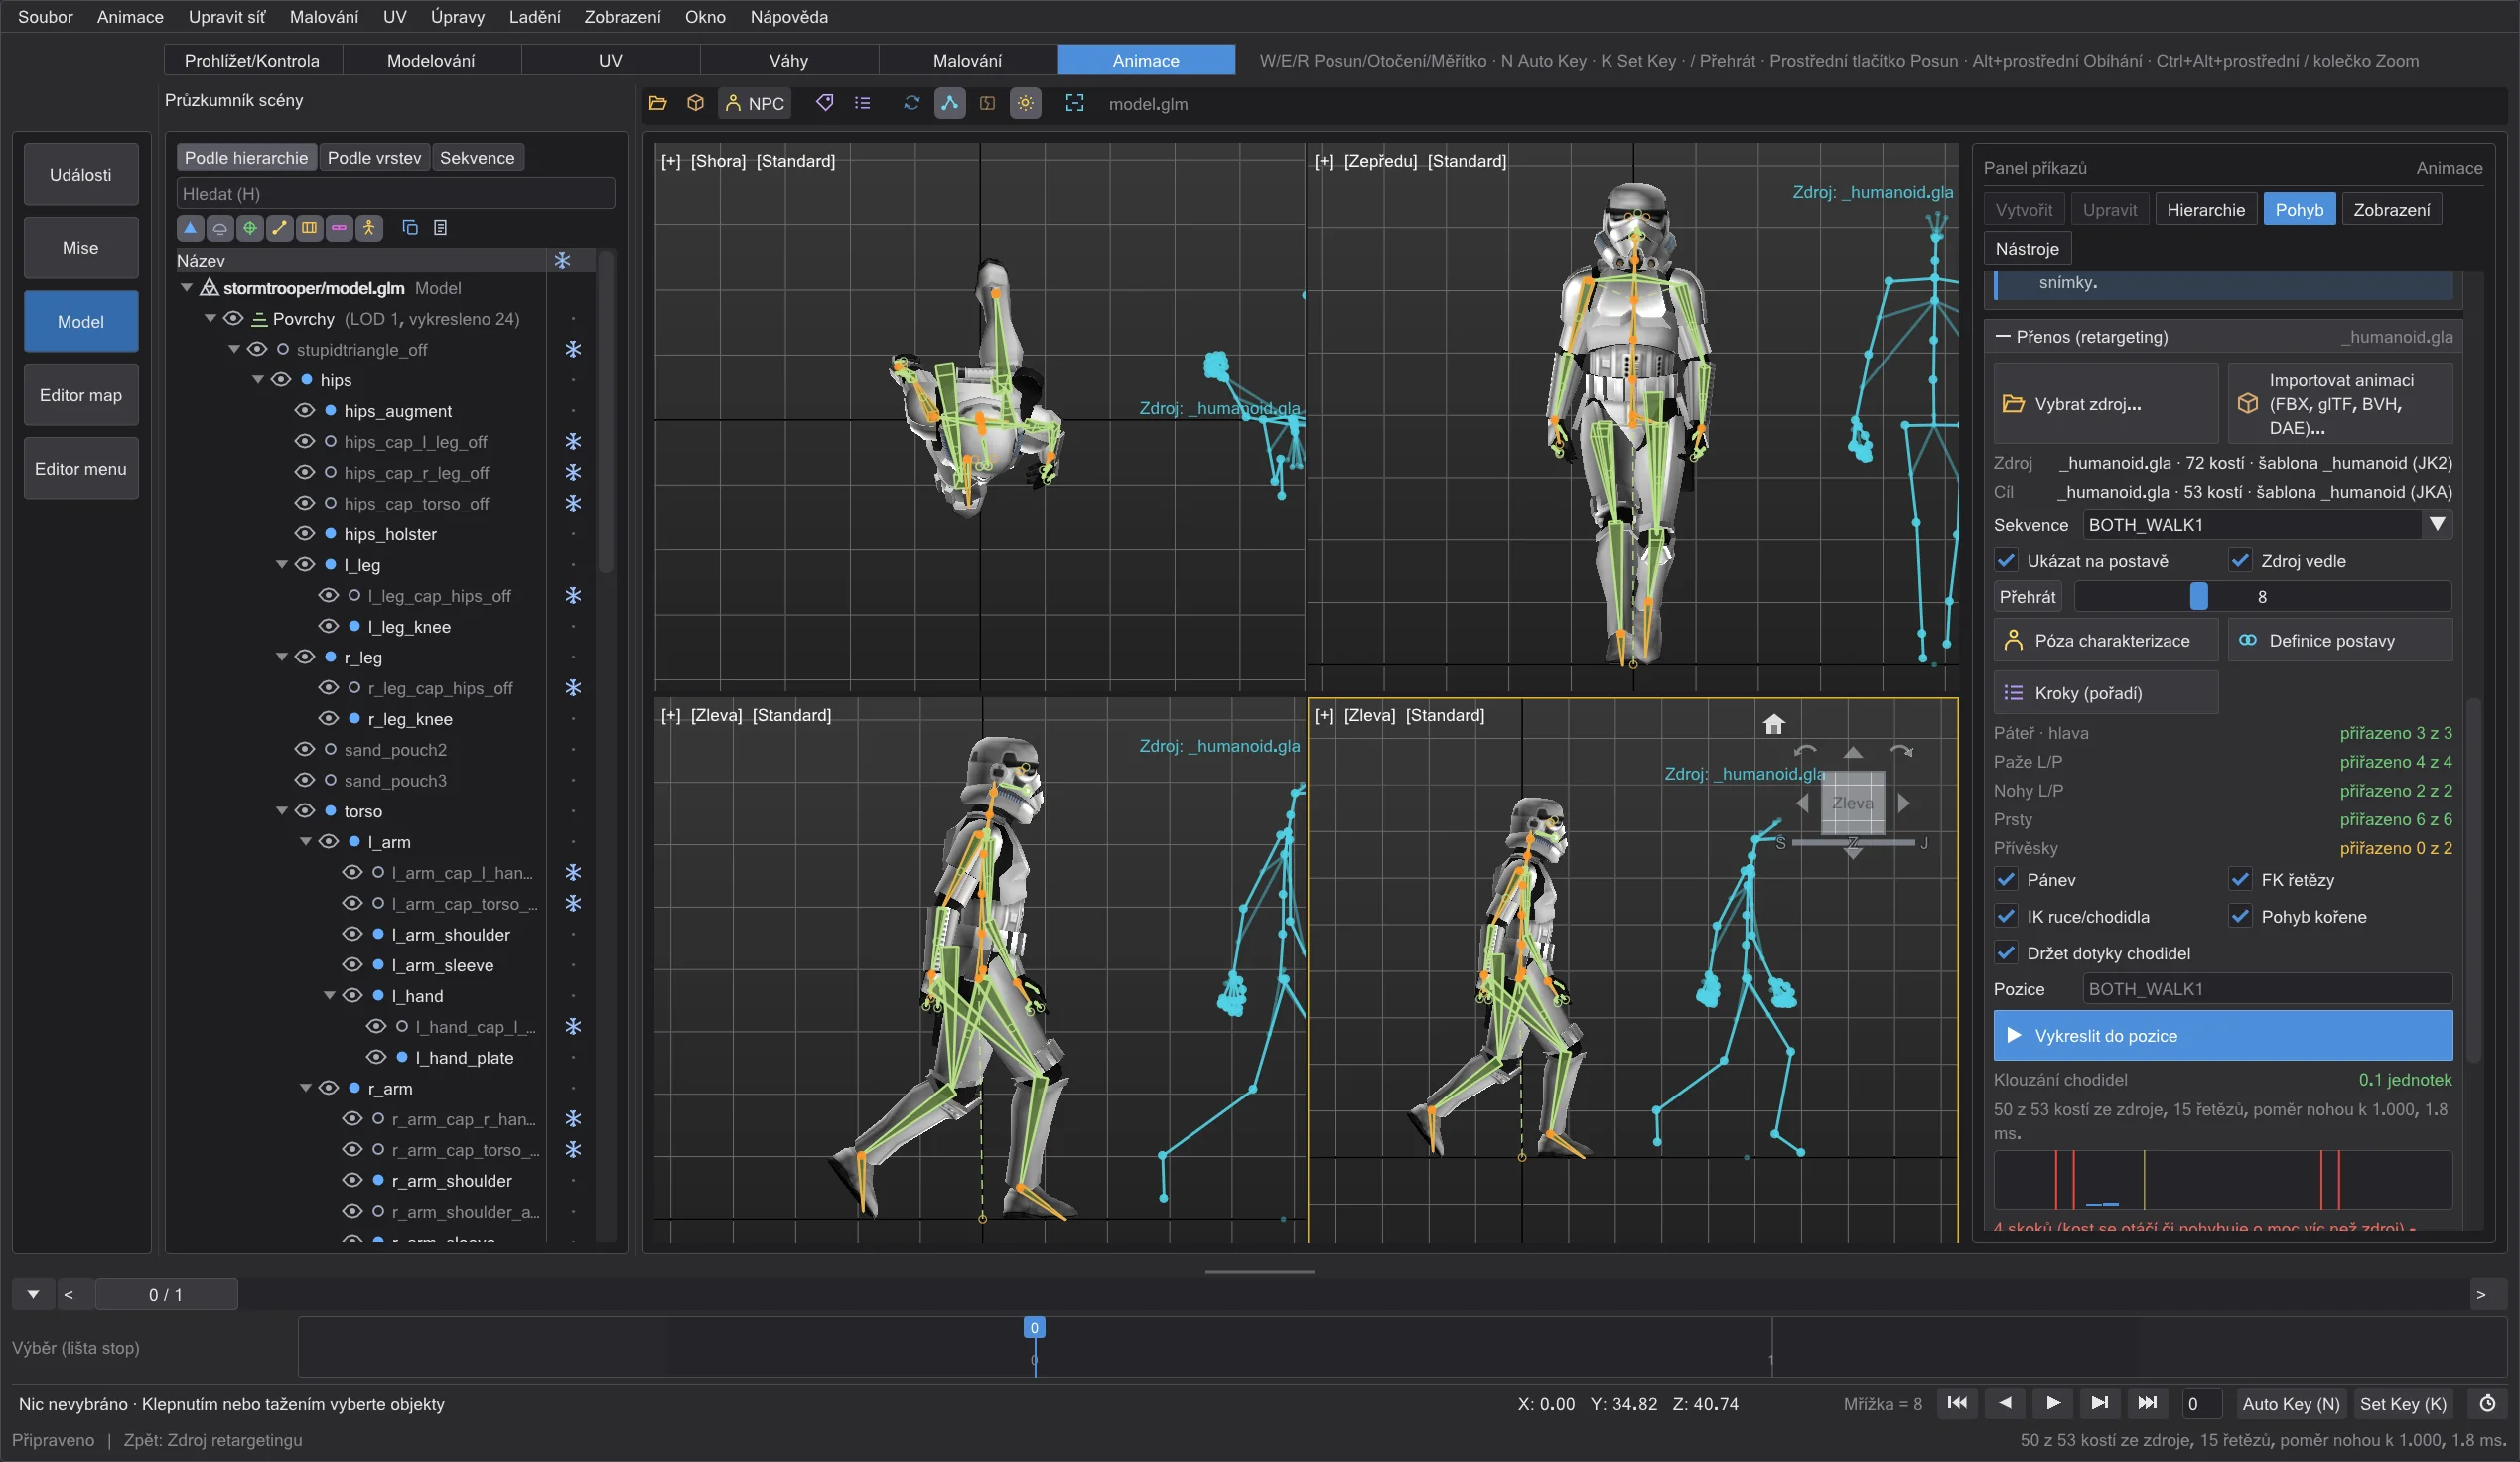 Soubor Animace Upravit síť Malování UV Úpravy Ladění Zobrazení Okno Nápověda
Prohlížet/Kontrola Modelování UV Váhy Malování Animace W/E/R Posun/Otočení/Měřítko · N Auto Key · K Set Key · / Přehrát · Prostřední tlačítko Posun · Alt+prostřední Obíhání · Ctrl+Alt+prostřední / kolečko Zoom
Průzkumník scény
NPC model.glm
Události
Mise
Model
Editor map
Editor menu
Podle hierarchie Podle vrstev Sekvence
Hledat (H)
Název
stormtrooper/model.glm Model
Povrchy (LOD 1, vykresleno 24)
stupidtriangle_off
hips
hips_augment
hips_cap_l_leg_off
hips_cap_r_leg_off
hips_cap_torso_off
hips_holster
l_leg
l_leg_cap_hips_off
l_leg_knee
r_leg
r_leg_cap_hips_off
r_leg_knee
sand_pouch2
sand_pouch3
torso
l_arm
l_arm_cap_l_han...
l_arm_cap_torso_...
l_arm_shoulder
l_arm_sleeve
l_hand
l_hand_cap_l_...
l_hand_plate
r_arm
r_arm_cap_r_han...
r_arm_cap_torso_...
r_arm_shoulder
r_arm_shoulder_a...
r_arm_sleeve
[+] [Shora] [Standard]
Zdroj: _humanoid.gla
[+] [Zepředu] [Standard]
Zdroj: _humanoid.gla
[+] [Zleva] [Standard]
Zdroj: _humanoid.gla
[+] [Zleva] [Standard]
Zdroj: _humanoid.gla
Zleva
S Z J
Panel příkazů Animace
Vytvořit Upravit Hierarchie Pohyb Zobrazení
Nástroje
snímky.
Přenos (retargeting) _humanoid.gla
Vybrat zdroj...
Importovat animaci
(FBX, glTF, BVH,
DAE)...
Zdroj _humanoid.gla · 72 kostí · šablona _humanoid (JK2)
Cíl _humanoid.gla · 53 kostí · šablona _humanoid (JKA)
Sekvence BOTH_WALK1
Ukázat na postavě Zdroj vedle
Přehrát 8
Póza charakterizace Definice postavy
Kroky (pořadí)
Páteř · hlava přiřazeno 3 z 3
Paže L/P přiřazeno 4 z 4
Nohy L/P přiřazeno 2 z 2
Prsty přiřazeno 6 z 6
Přívěsky přiřazeno 0 z 2
Pánev FK řetězy
IK ruce/chodidla Pohyb kořene
Držet dotyky chodidel
Pozice BOTH_WALK1
Vykreslit do pozice
Klouzání chodidel 0.1 jednotek
50 z 53 kostí ze zdroje, 15 řetězů, poměr nohou k 1.000, 1.8
ms.
4 skoků (kost se otáčí či pohybuje o moc víc než zdroj) -
< 0 / 1 >
Výběr (lišta stop) 0
0 1
Nic nevybráno · Klepnutím nebo tažením vyberte objekty X: 0.00 Y: 34.82 Z: 40.74 Mřížka = 8 0 Auto Key (N) Set Key (K)
Připraveno | Zpět: Zdroj retargetingu 50 z 53 kostí ze zdroje, 15 řetězů, poměr nohou k 1.000, 1.8 ms.